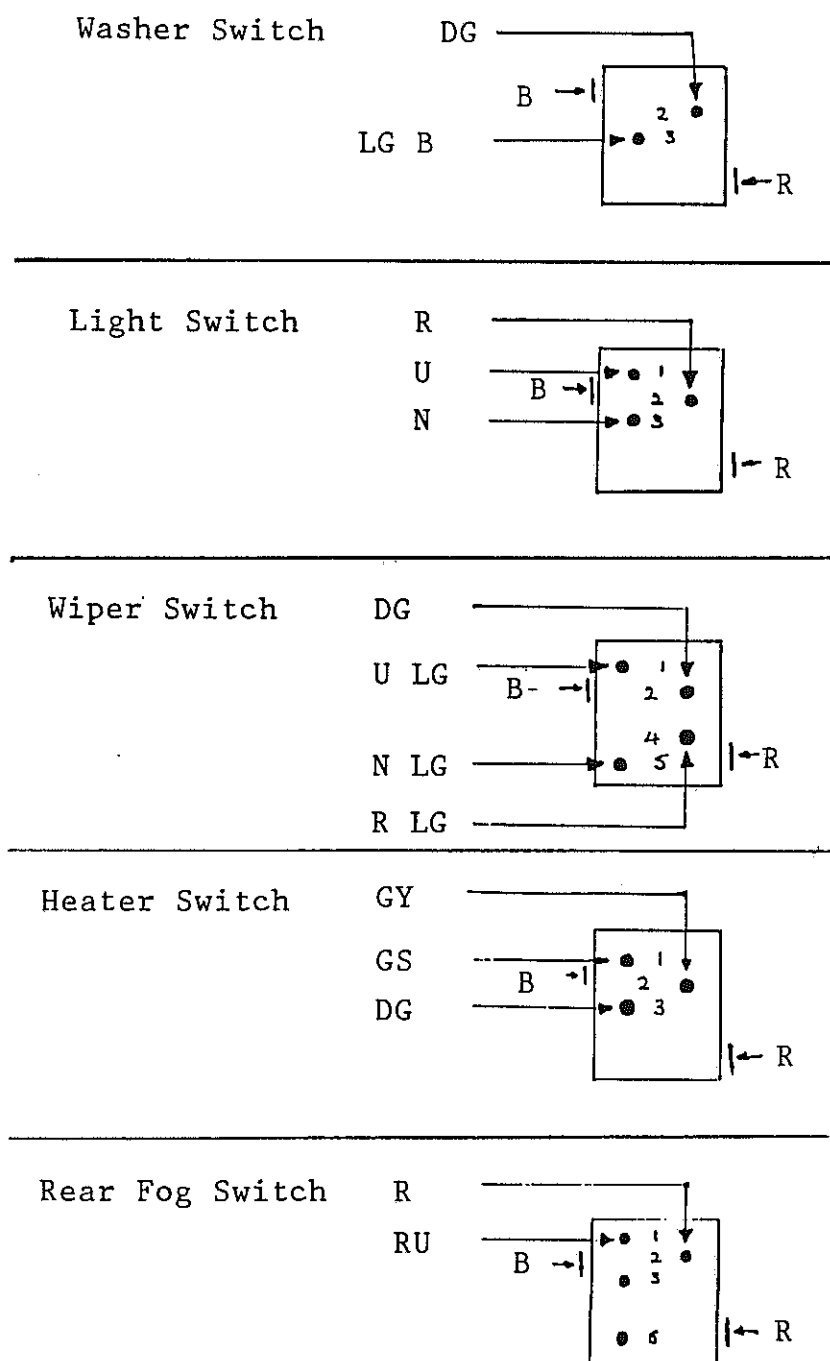 Washer Switch DG
B
2
LG B 3
R
Light Switch R
U 1
B 2
N 3
R
Wiper Switch DG
U LG 1
B- 2
4
N LG 5 R
R LG
Heater Switch GY
GS 1
B 2
DG 3
R
Rear Fog Switch R
RU 1
B 2
3
R